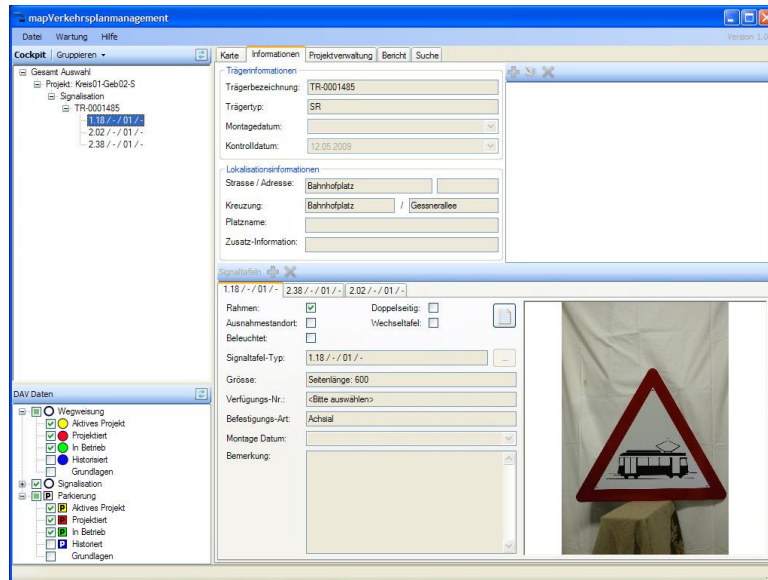 mapVerkehrsplanmanagement
Datei Wartung Hilfe
Version 1.0
Cockpit Gruppieren
Gesamt Auswahl
Projekt: Kreis01-Geb02-S
Signalisation
TR-0001485
1.18 / - / 01 / -
2.02 / - / 01 / -
2.38 / - / 01 / -
DAV Daten
Wegweisung
Aktives Projekt
Projektiert
In Betrieb
Historisiert
Grundlagen
Signalisation
P Parkierung
P Aktives Projekt
P Projektiert
P In Betrieb
P Historiert
Grundlagen
Karte Informationen Projektverwaltung Bericht Suche
Trägerinformationen
Trägerbezeichnung: TR-0001485
Trägertyp: SR
Montagedatum:
Kontrolldatum: 12.05.2009
Lokalisationsinformationen
Strasse / Adresse: Bahnhofplatz
Kreuzung: Bahnhofplatz / Gessnerallee
Platzname:
Zusatz-Information:
Signaltafeln
1.18 / - / 01 / - 2.38 / - / 01 / - 2.02 / - / 01 / -
Rahmen: Doppelseitig:
Ausnahmestandort: Wechseltafel:
Beleuchtet:
Signaltafel-Typ: 1.18 / - / 01 / - ...
Grösse: Seitenlänge: 600
Verfügungs-Nr.: <Bitte auswählen>
Befestigungs-Art: Achsial
Montage Datum:
Bemerkung: